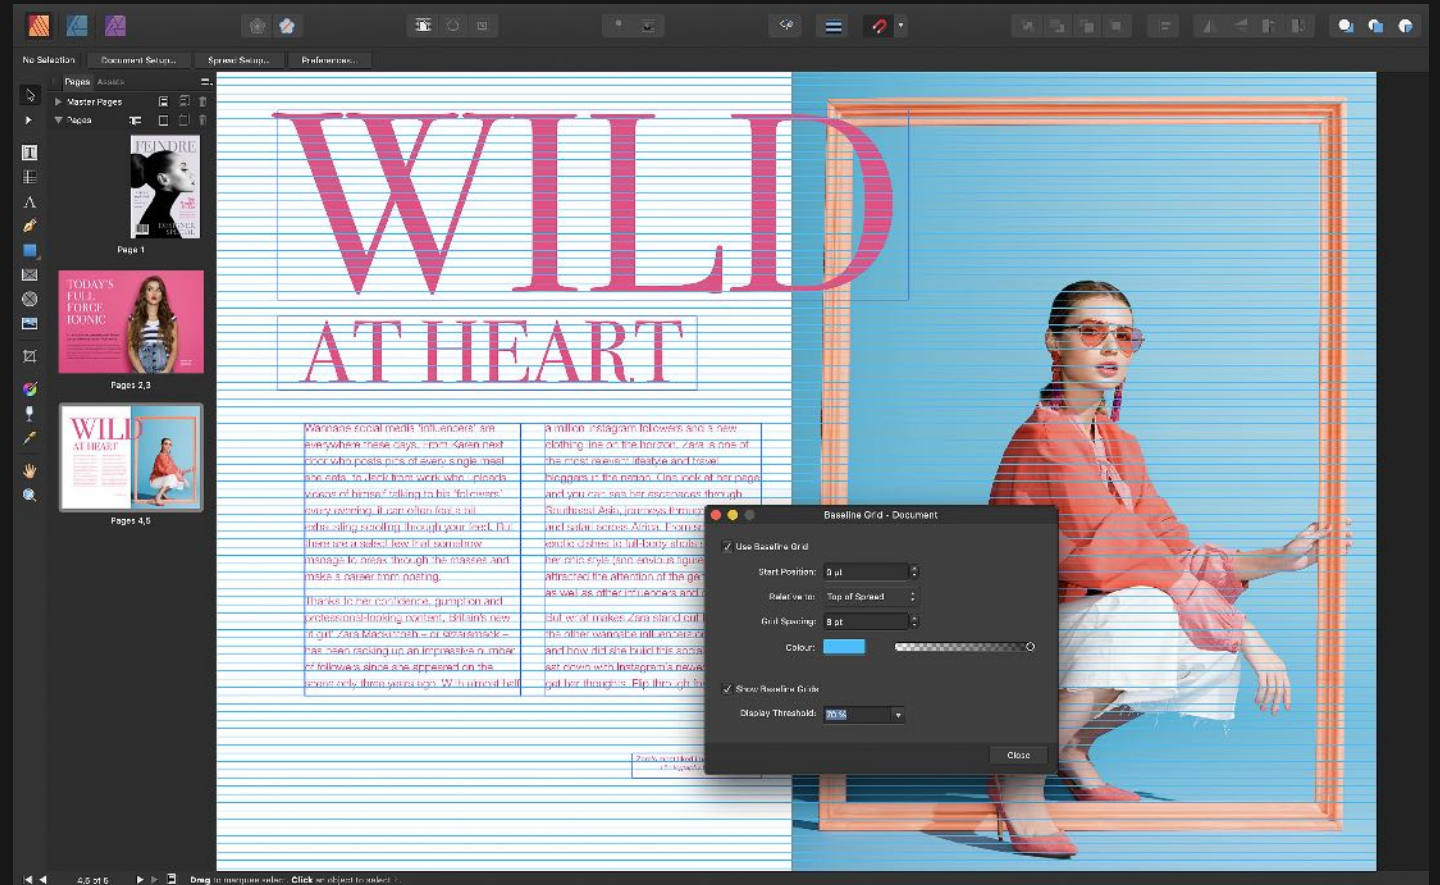 No Selection
Document Setup...
Spread Setup...
Preferences...
Pages Assets
Master Pages
Pages
FEINDRE
DESIGNER
SPECIAL
Page 1
TODAY'S
FULL
FORCE
ICONIC
Pages 2,3
WILD
AT HEART
Pages 4,5
WILD
AT HEART
Wannabe social media 'influencers' are
everywhere these days. From Karen next
door who posts pics of every single meal
she eats, to Jack from work who uploads
videos of himself talking to his 'followers'
every evening, it can often feel a bit
exhausting scrolling through your feed. But
there are a select few that somehow
manage to break through the masses and
make a career from posting.
Thanks to her confidence, gumption and
professional-looking content, Britain's new
'it girl' Zara Mackintosh – or
has been racking up an impressive number
of followers since she appeared on the
scene only three years ago. With almost half
a million Instagram followers and a new
clothing line on the horizon, Zara is one of
the most relevant lifestyle and travel
bloggers in the nation. One look at her page
and you can see her escapades through
Southeast Asia, journeys through
and safari across Africa. From
exotic dishes to full-body shots
her chic style (and envious figure
attracted the attention of the
as well as other influencers and
But what makes Zara stand out
the other wannabe influencers
and how did she build this
sat down with Instagram's
get her thoughts. Flip through
Baseline Grid - Document
Use Baseline Grid
Start Position: 0 pt
Relative to: Top of Spread
Grid Spacing: 8 pt
Colour:
Show Baseline Grids
Display Threshold: 70 %
Close
4,5 of 5
Drag to marquee select. Click an object to select it.